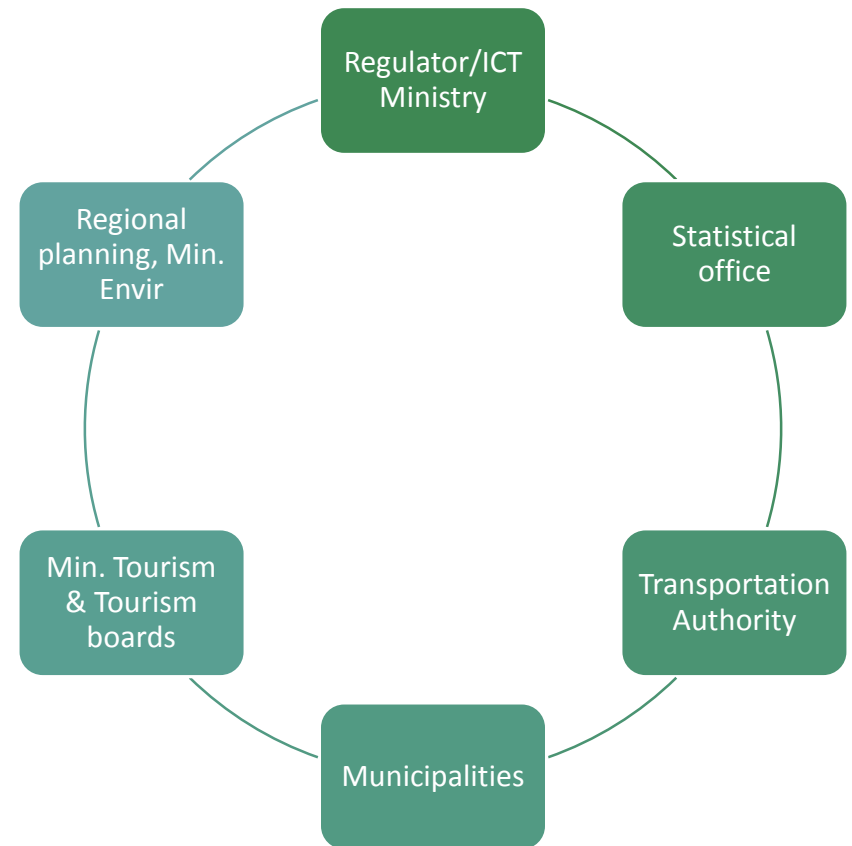 Regulator/ICT
Ministry
Statistical
office
Transportation
Authority
Municipalities
Min. Tourism
& Tourism
boards
Regional
planning, Min.
Envir